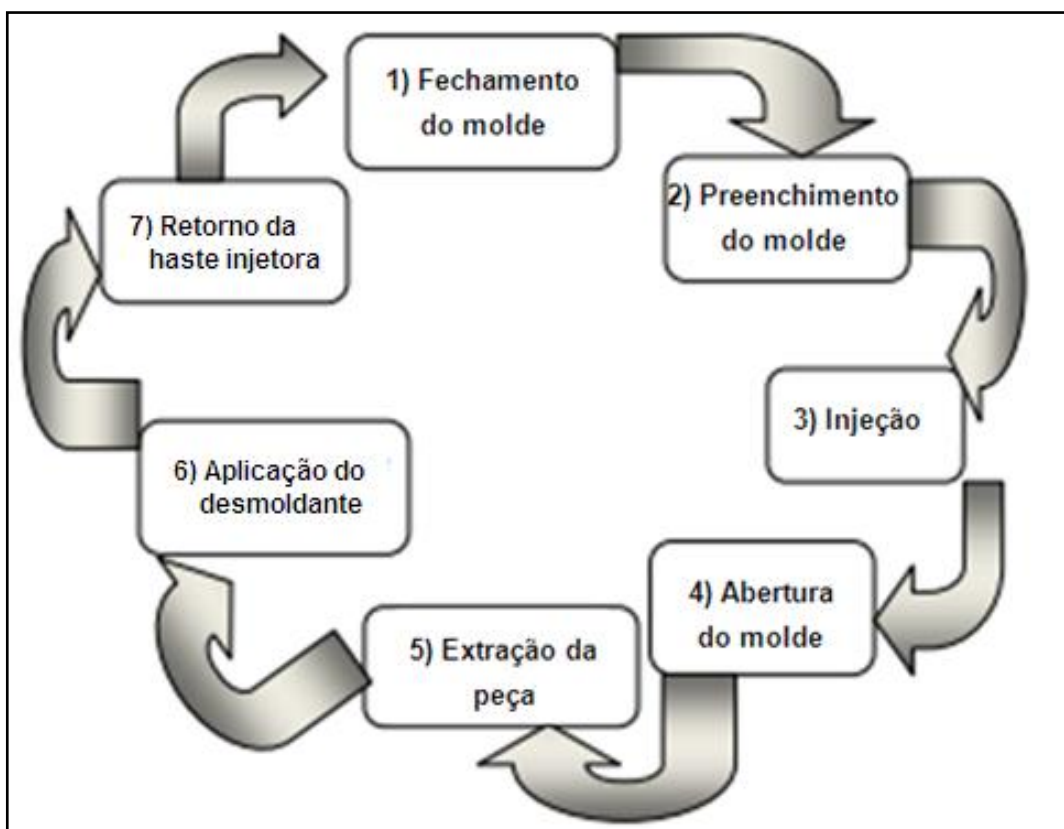 1) Fechamento
do molde
2) Preenchimento
do molde
3) Injeção
4) Abertura
do molde
5) Extração da
peça
6) Aplicação do
desmoldante
7) Retorno da
haste injetora